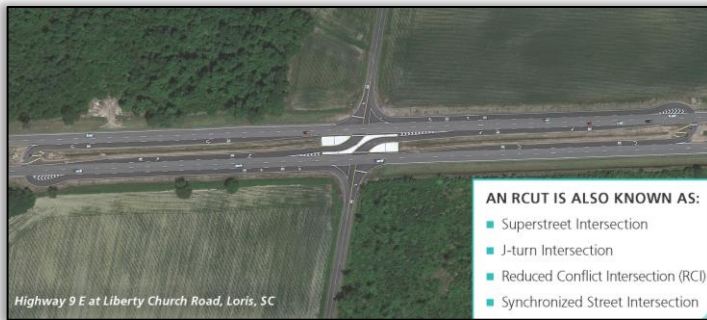 AN RCUT IS ALSO KNOWN AS:
Superstreet Intersection
J-turn Intersection
Reduced Conflict Intersection (RCI)
Synchronized Street Intersection
Highway 9 E at Liberty Church Road, Loris, SC